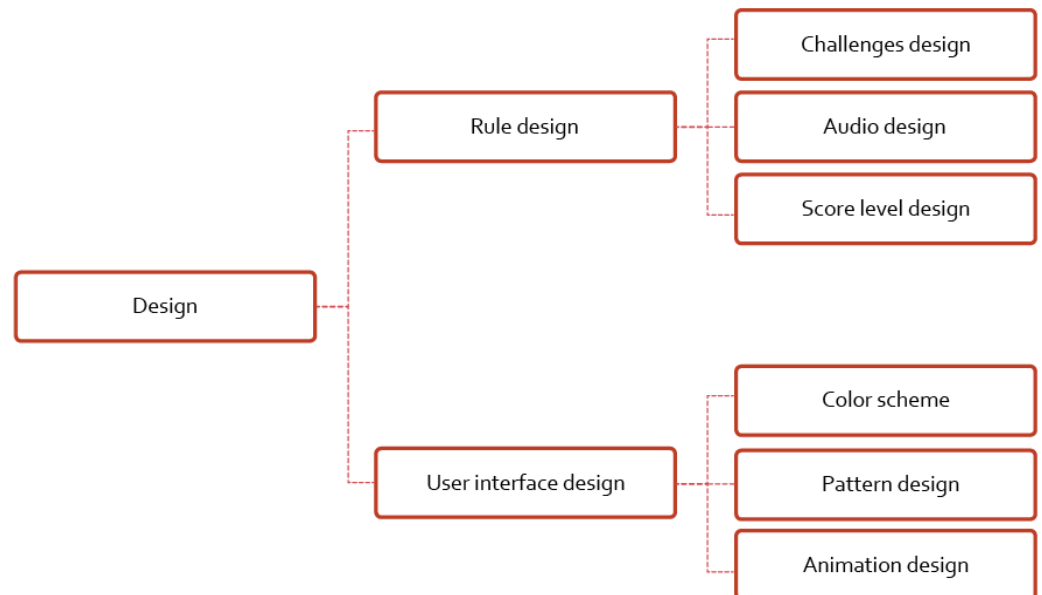 Design
Rule design
Challenges design
Audio design
Score level design
User interface design
Color scheme
Pattern design
Animation design